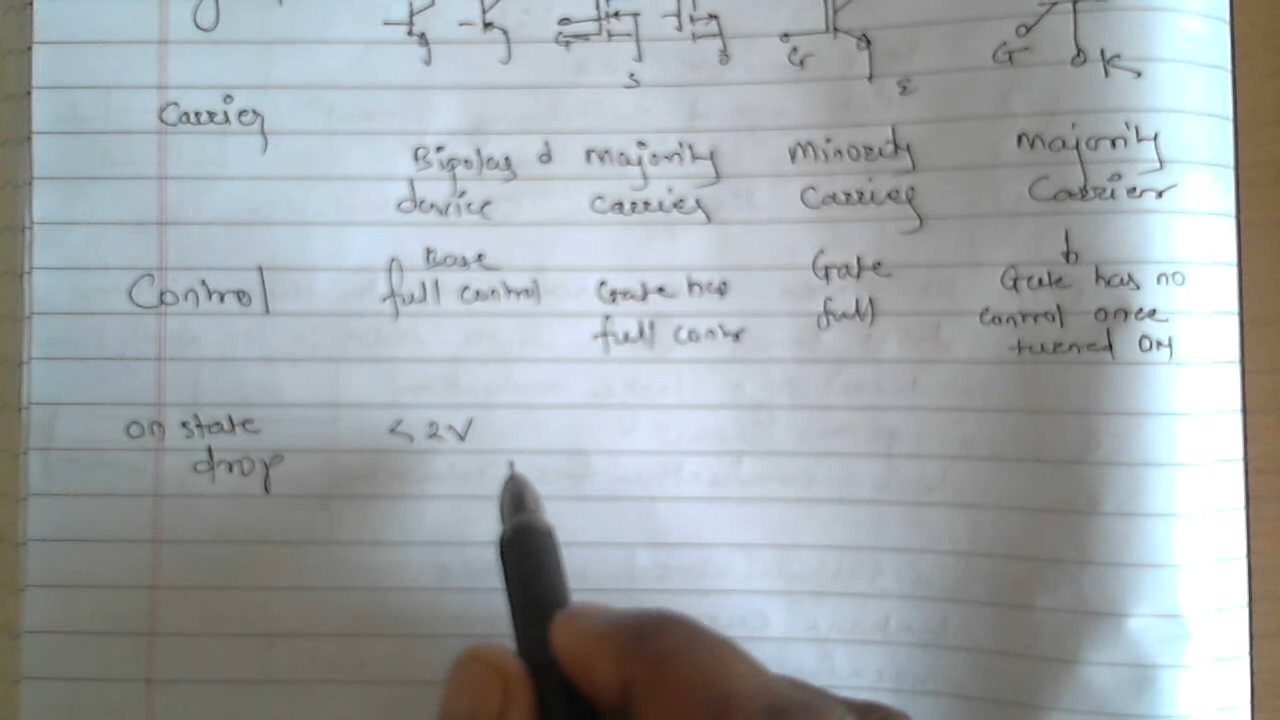 G S G E G K
Carrier
Bipolar d majority Minority Majority
device carrier Carrier Carrier
Base
Control full control Gate has Gate Gate has no
full contr full control once
turned ON
on state < 2V
drop